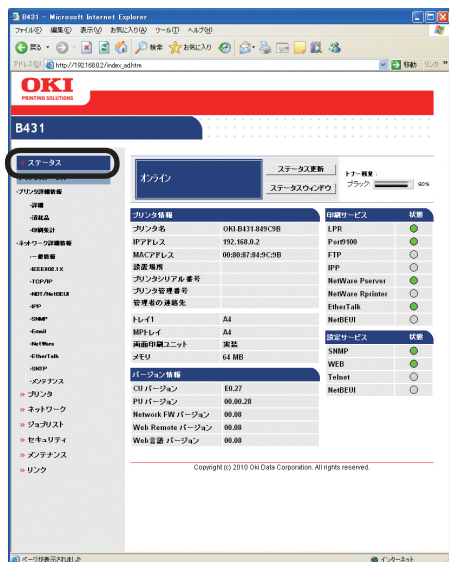 B431 - Microsoft Internet Explorer
ファイル(F) 編集(E) 表示(V) お気に入り(A) ツール(T) ヘルプ(H)
戻る 検索 お気に入り
アドレス(D) http://192.168.0.2/index_ad.htm 移動 リンク
OKI
PRINTING SOLUTIONS
B431
ステータス
オンライン
ステータス更新
ステータスウィンドウ
トナー残量:
ブラック: 90%
・プリンタ詳細情報
・詳細
・消耗品
・印刷集計
・ネットワーク詳細情報
・一般情報
・IEEE802.1X
・TCP/IP
・NBT/NetBEUI
・IPP
・SNMP
・Email
・NetWare
・EtherTalk
・SNTP
・メンテナンス
» プリンタ
» ネットワーク
» ジョブリスト
» セキュリティ
» メンテナンス
» リンク
プリンタ情報
プリンタ名 OKI-B431-849C9B
IPアドレス 192.168.0.2
MACアドレス 00:80:87:84:9C:9B
設置場所
プリンタシリアル番号
プリンタ管理番号
管理者の連絡先
トレイ1 A4
MPトレイ A4
両面印刷ユニット 実装
メモリ 64 MB
バージョン情報
CU バージョン E0.27
PU バージョン 00.00.28
Network FW バージョン 00.08
Web Remote バージョン 00.08
Web言語 バージョン 00.08
印刷サービス 状態
LPR
Port9100
FTP
IPP
NetWare Pserver
NetWare Rprinter
EtherTalk
NetBEUI
設定サービス 状態
SNMP
WEB
Telnet
NetBEUI
Copyright (c) 2010 Oki Data Corporation. All rights reserved.
ページが表示されました インターネット